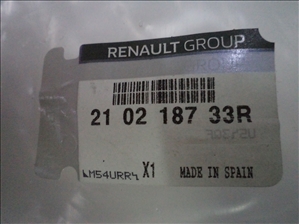 RENAULT GROUP
21 02 187 33R
LM54URR4 X1 MADE IN SPAIN